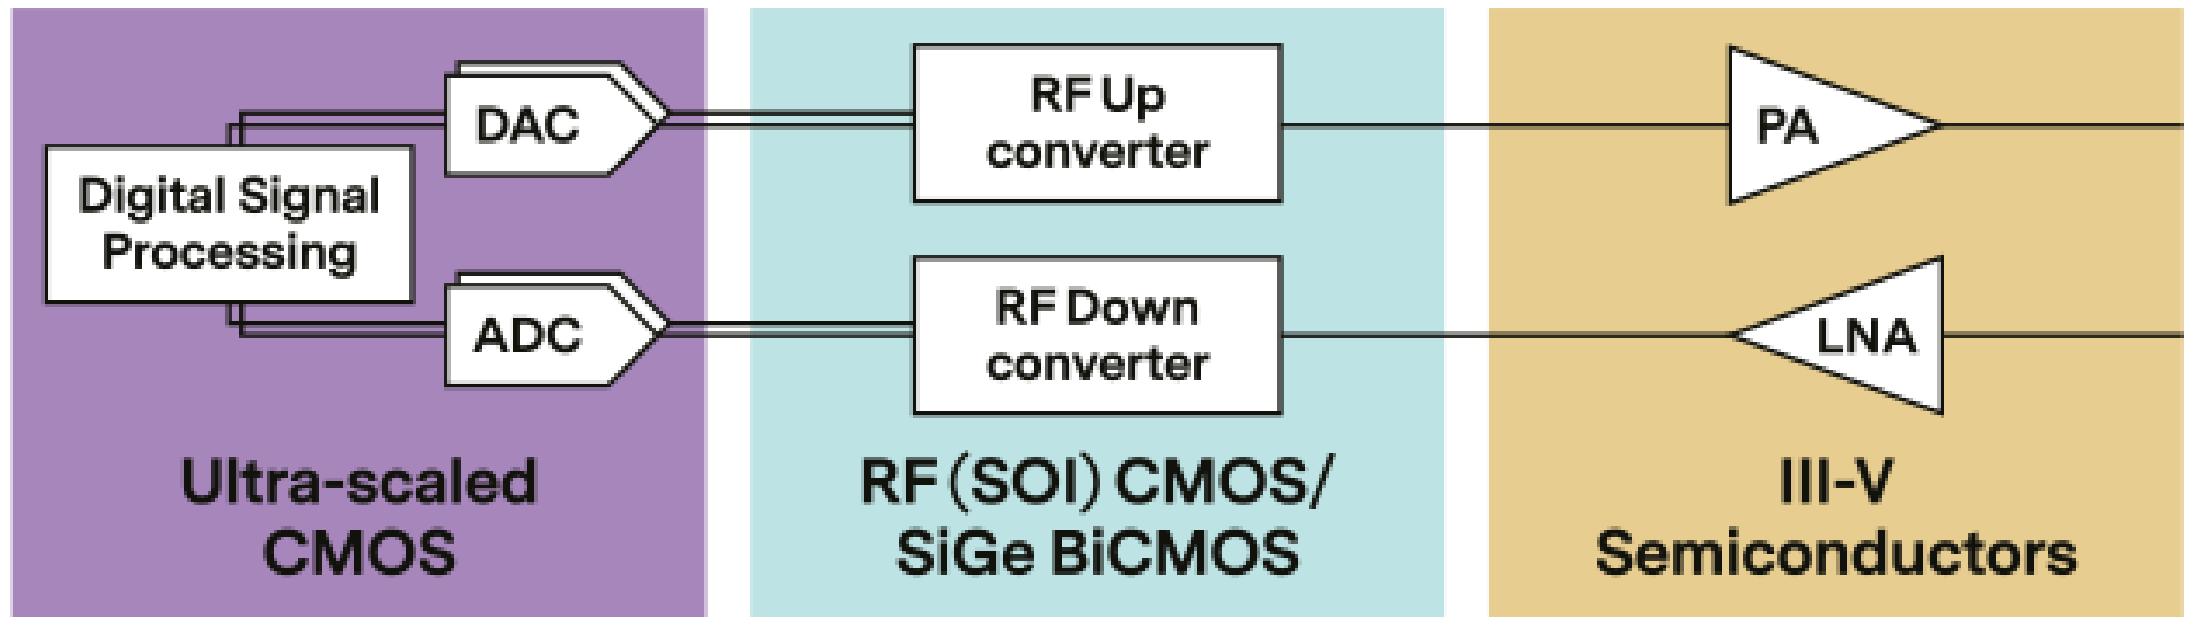 Digital Signal
Processing
DAC
ADC
Ultra-scaled
CMOS
RF Up
converter
RF Down
converter
RF (SOI) CMOS/
SiGe BiCMOS
PA
LNA
III-V
Semiconductors